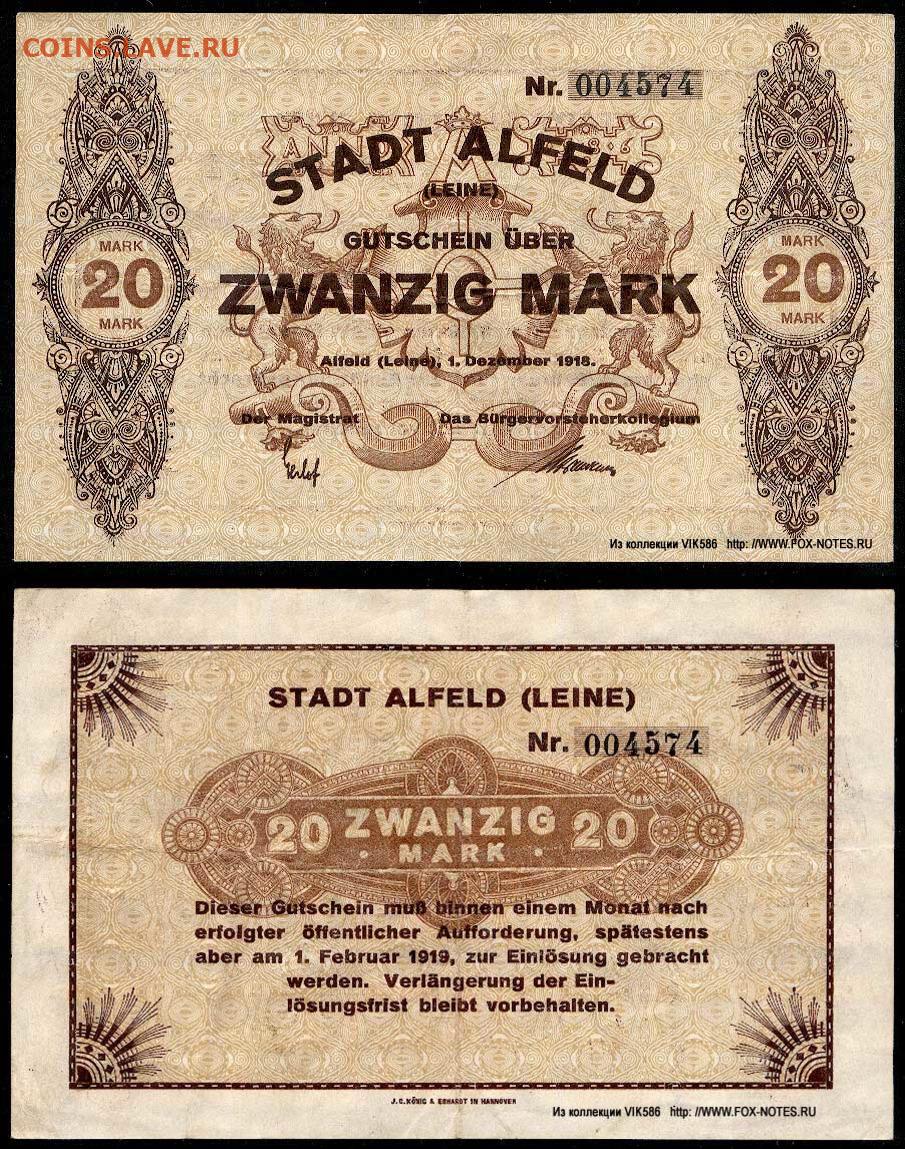 COINS.LAVE.RU
Nr. 004574
ANN
STADT ALFELD
(LEINE)
GUTSCHEIN ÜBER
ZWANZIG MARK
MARK
20
MARK
MARK
20
MARK
Alfeld (Leine), 1. Dezember 1918.
Der Magistrat
Das Bürgervorsteherkollegium
Из коллекции VIK586 http: //WWW.FOX-NOTES.RU
STADT ALFELD (LEINE)
Nr. 004574
20 ZWANZIG 20
· MARK ·
Dieser Gutschein muß binnen einem Monat nach
erfolgter öffentlicher Aufforderung, spätestens
aber am 1. Februar 1919, zur Einlösung gebracht
werden. Verlängerung der Ein-
lösungsfrist bleibt vorbehalten.
J.C. KÖNIG & EBHARDT IN HANNOVER
Из коллекции VIK586 http: //WWW.FOX-NOTES.RU